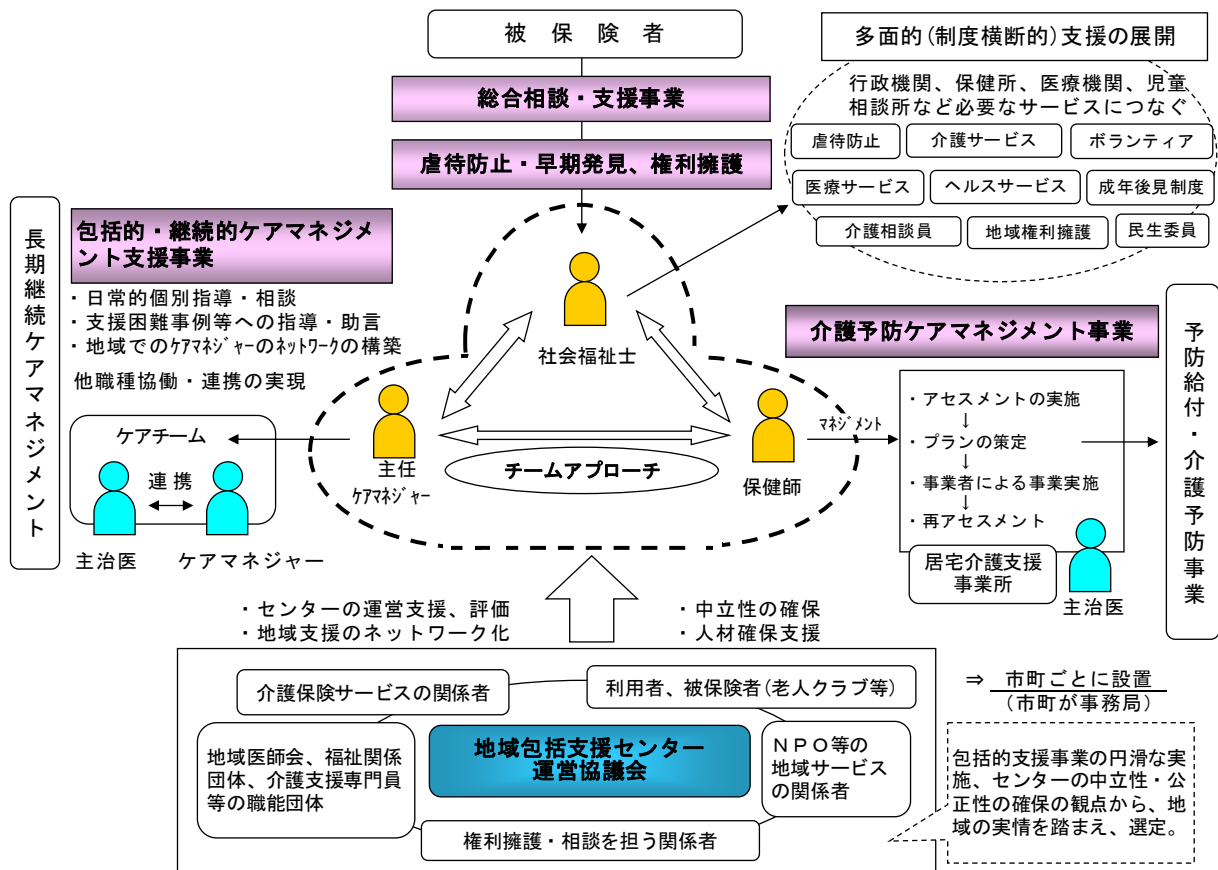 被保険者
総合相談・支援事業
虐待防止・早期発見、権利擁護
多面的（制度横断的）支援の展開
行政機関、保健所、医療機関、児童
相談所など必要なサービスにつなぐ
虐待防止
介護サービス
ボランティア
医療サービス
ヘルスサービス
成年後見制度
介護相談員
地域権利擁護
民生委員
長期継続ケアマネジメント
包括的・継続的ケアマネジメ
ント支援事業
・日常的個別指導・相談
・支援困難事例等への指導・助言
・地域でのｹｱﾏﾈｼﾞｬｰのネットワークの構築
他職種協働・連携の実現
ケアチーム
連携
主治医
ケアマネジャー
社会福祉士
主任
ｹｱﾏﾈｼﾞｬｰ
チームアプローチ
保健師
ﾏﾈｼﾞﾒﾝﾄ
介護予防ケアマネジメント事業
・アセスメントの実施
↓
・プランの策定
↓
・事業者による事業実施
↓
・再アセスメント
居宅介護支援
事業所
主治医
予防給付・介護予防事業
・センターの運営支援、評価
・地域支援のネットワーク化
・中立性の確保
・人材確保支援
介護保険サービスの関係者
利用者、被保険者（老人クラブ等）
地域医師会、福祉関係
団体、介護支援専門員
等の職能団体
地域包括支援センター
運営協議会
ＮＰＯ等の
地域サービス
の関係者
権利擁護・相談を担う関係者
⇒ 市町ごとに設置
（市町が事務局）
包括的支援事業の円滑な実
施、センターの中立性・公
正性の確保の観点から、地
域の実情を踏まえ、選定。